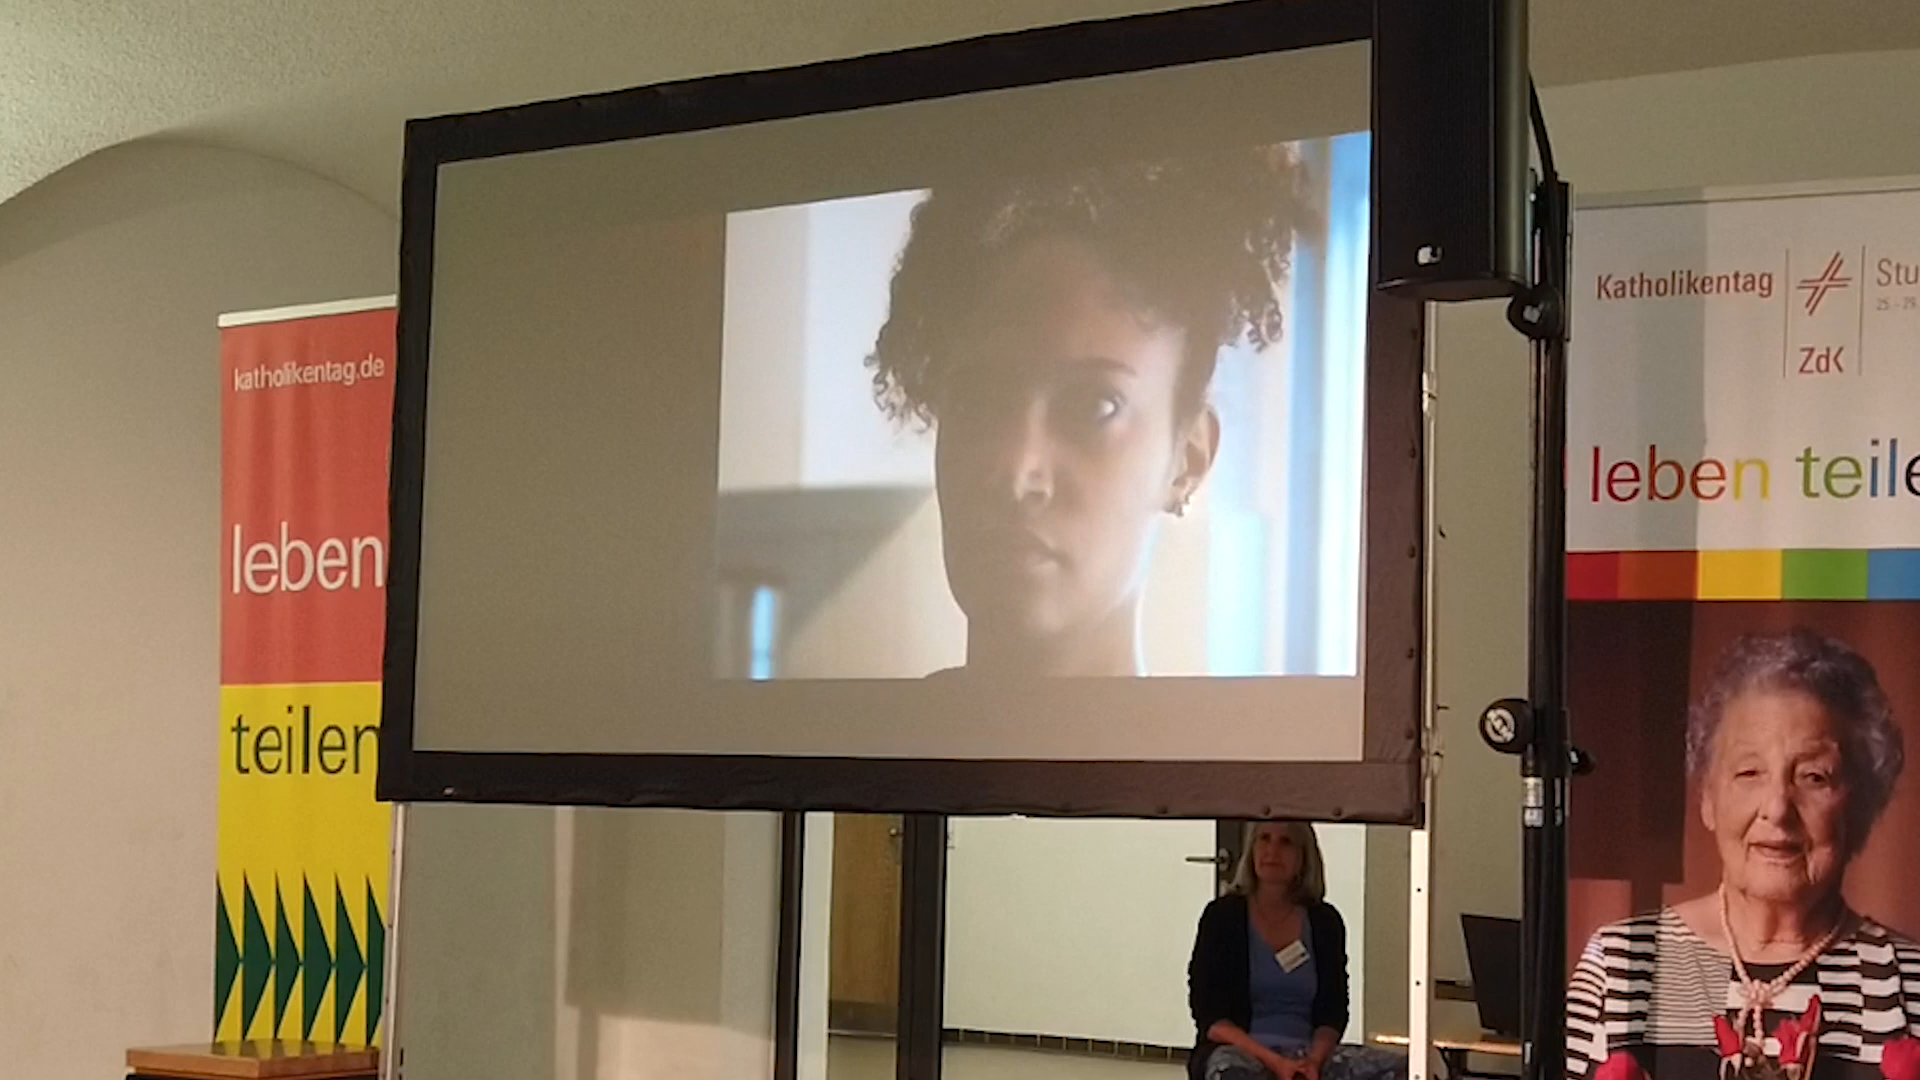 katholikentag.de
leben
teilen
Katholikentag
Stu
25. - 29.
ZdK
leben teile